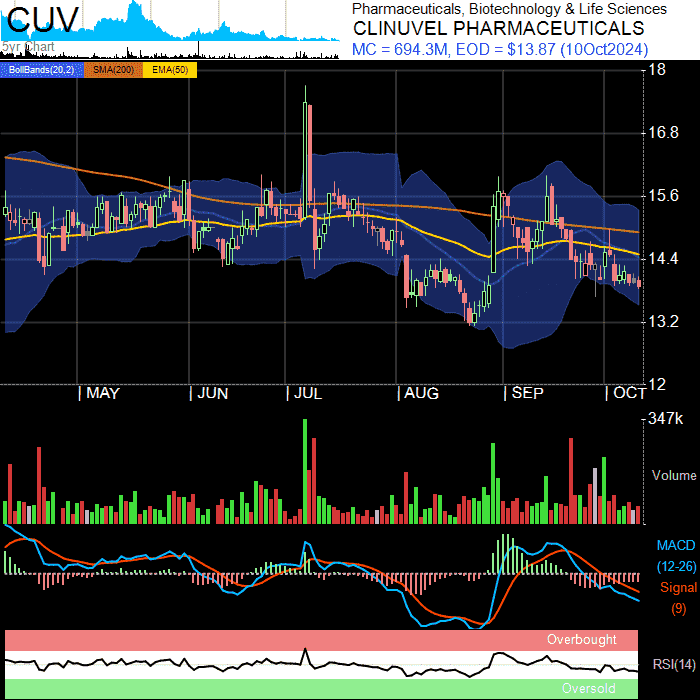 CUV
5yr Chart
Pharmaceuticals, Biotechnology & Life Sciences
CLINUVEL PHARMACEUTICALS
MC = 694.3M, EOD = $13.87 (10Oct2024)
BollBands(20,2) SMA(200) EMA(50)
18
16.8
15.6
14.4
13.2
12
MAY JUN JUL AUG SEP OCT
347k
Volume
MACD
(12-26)
Signal
(9)
Overbought
RSI(14)
Oversold